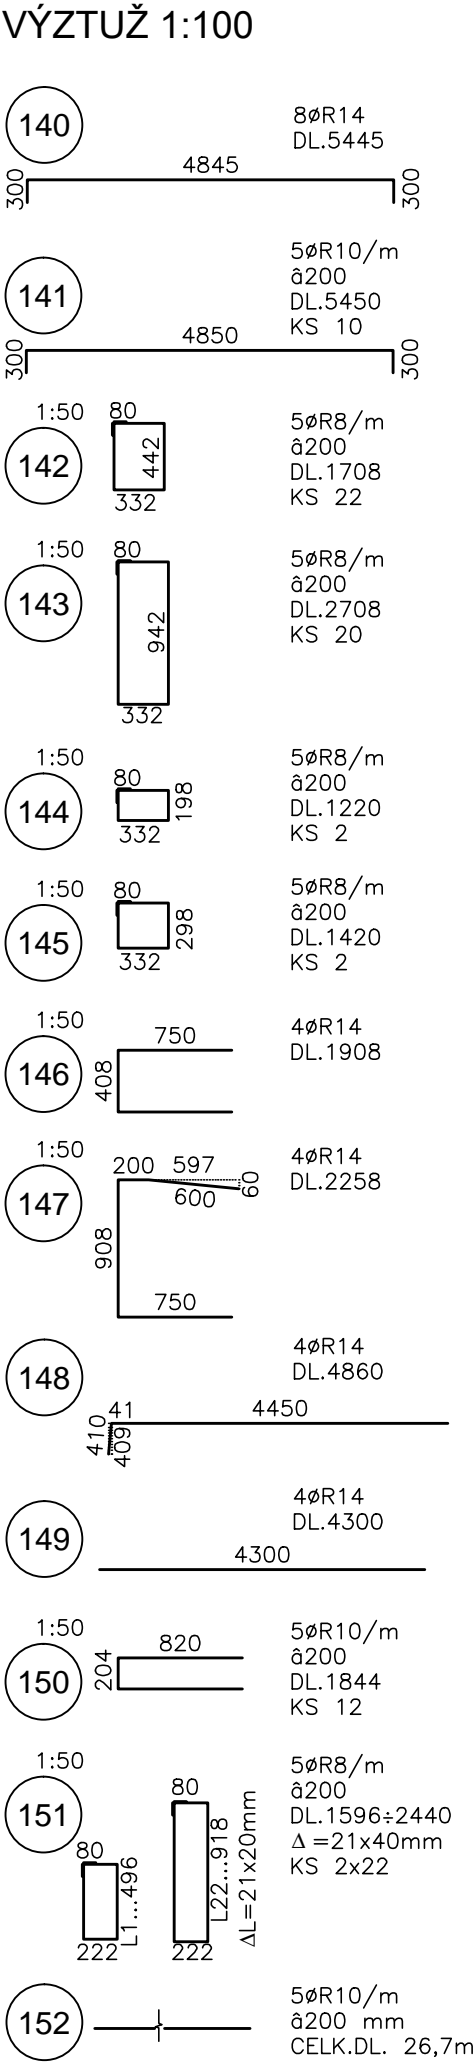 VÝZTUŽ 1:100
140
8øR14
DL.5445
4845
300
300
141
5øR10/m
â200
DL.5450
KS 10
4850
300
300
1:50
142
80
442
332
5øR8/m
â200
DL.1708
KS 22
1:50
143
80
942
332
5øR8/m
â200
DL.2708
KS 20
1:50
144
80
198
332
5øR8/m
â200
DL.1220
KS 2
1:50
145
80
298
332
5øR8/m
â200
DL.1420
KS 2
1:50
146
750
408
4øR14
DL.1908
1:50
147
200
597
600
60
908
750
4øR14
DL.2258
148
4øR14
DL.4860
41
4450
410
409
149
4øR14
DL.4300
4300
1:50
150
820
204
5øR10/m
â200
DL.1844
KS 12
1:50
151
80
L1...496
222
80
L22...918
222
ΔL=21x20mm
5øR8/m
â200
DL.1596÷2440
Δ =21x40mm
KS 2x22
152
5øR10/m
â200 mm
CELK.DL. 26,7m